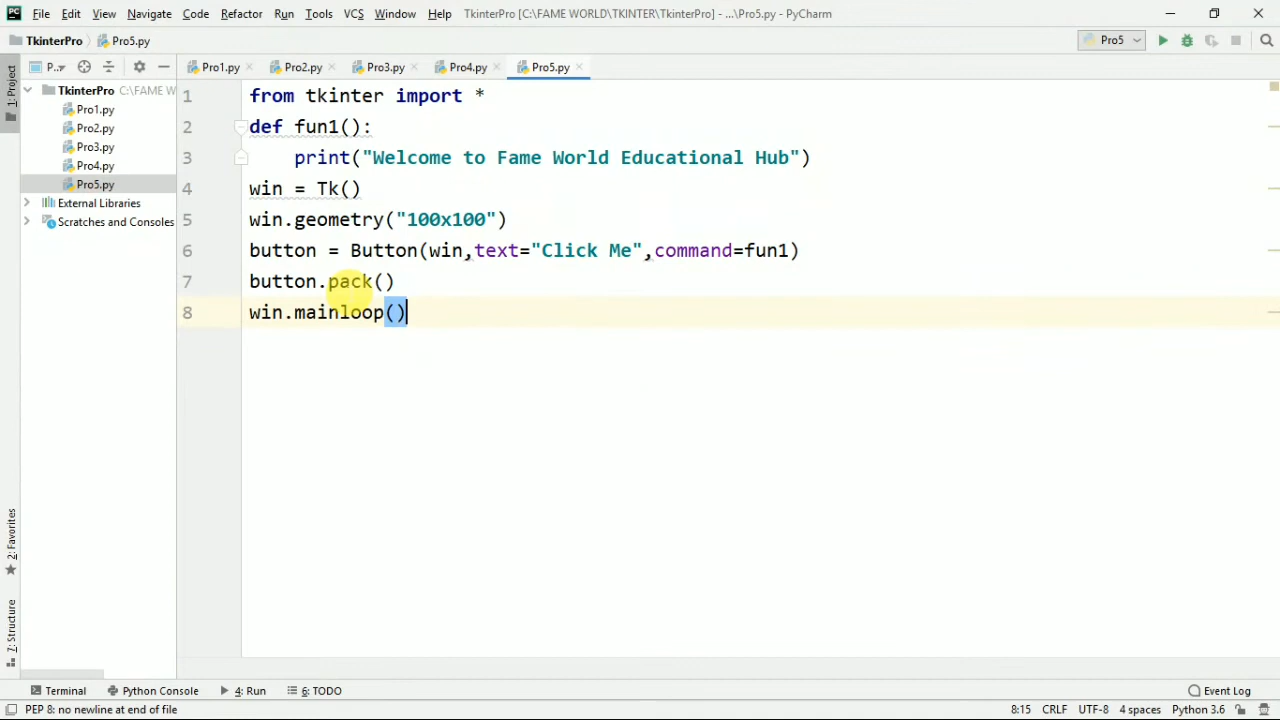 File Edit View Navigate Code Refactor Run Tools VCS Window Help TkinterPro [C:\FAME WORLD\TKINTER\TkinterPro] - ...\Pro5.py - PyCharm
TkinterPro Pro5.py Pro5
1: Project
P.. Pro1.py Pro2.py Pro3.py Pro4.py Pro5.py
TkinterPro C:\FAME W
Pro1.py
Pro2.py
Pro3.py
Pro4.py
Pro5.py
External Libraries
Scratches and Consoles
1 from tkinter import *
2 def fun1():
3 print("Welcome to Fame World Educational Hub")
4 win = Tk()
5 win.geometry("100x100")
6 button = Button(win,text="Click Me",command=fun1)
7 button.pack()
8 win.mainloop()
2: Favorites
7: Structure
Terminal Python Console 4: Run 6: TODO Event Log
PEP 8: no newline at end of file 8:15 CRLF UTF-8 4 spaces Python 3.6